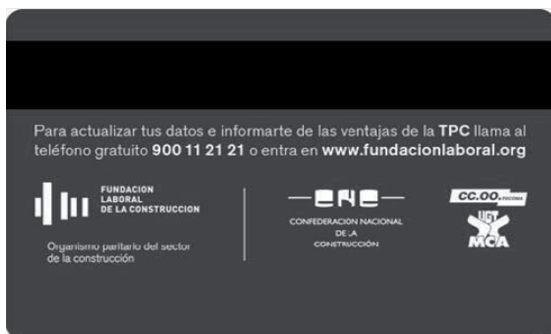 Para actualizar tus datos e informarte de las ventajas de la TPC llama al
teléfono gratuito 900 11 21 21 o entra en www.fundacionlaboral.org
FUNDACION
LABORAL
DE LA CONSTRUCCION
Organismo paritario del sector
de la construcción
CNC
CONFEDERACION NACIONAL
DE LA
CONSTRUCCIÓN
CC.OO.
UGT
MCA